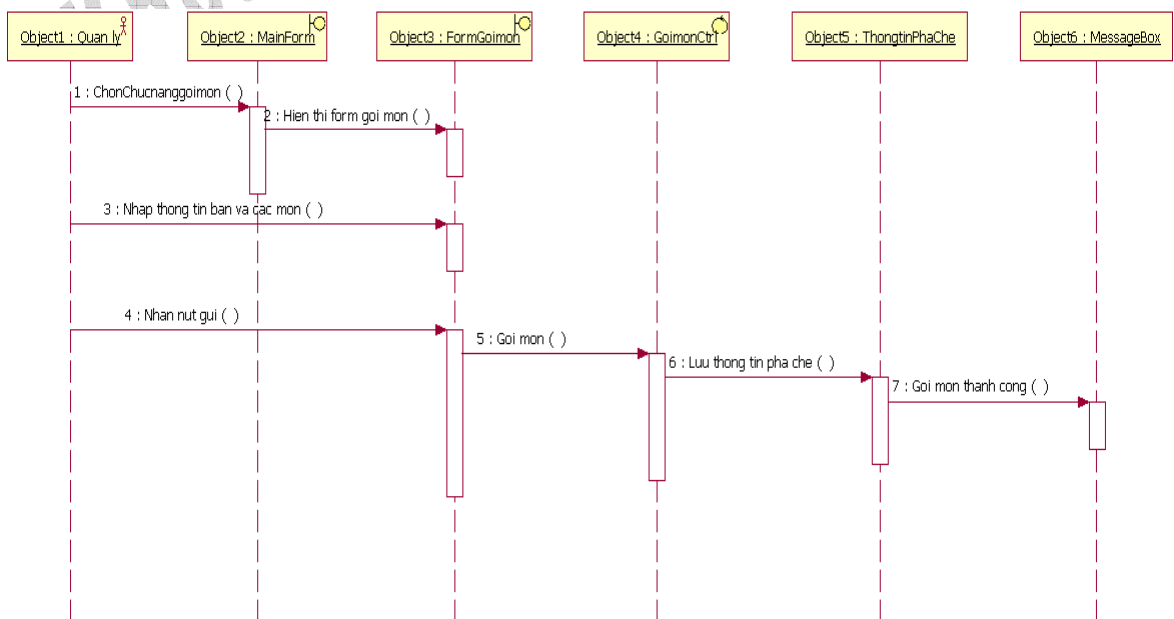 Object1 : Quan ly
Object2 : MainForm
Object3 : FormGoimon
Object4 : GoimonCtrl
Object5 : ThongtinPhaChe
Object6 : MessageBox
1 : ChonChucnanggoimon ( )
2 : Hien thi form goi mon ( )
3 : Nhap thong tin ban va cac mon ( )
4 : Nhan nut gui ( )
5 : Goi mon ( )
6 : Luu thong tin pha che ( )
7 : Goi mon thanh cong ( )